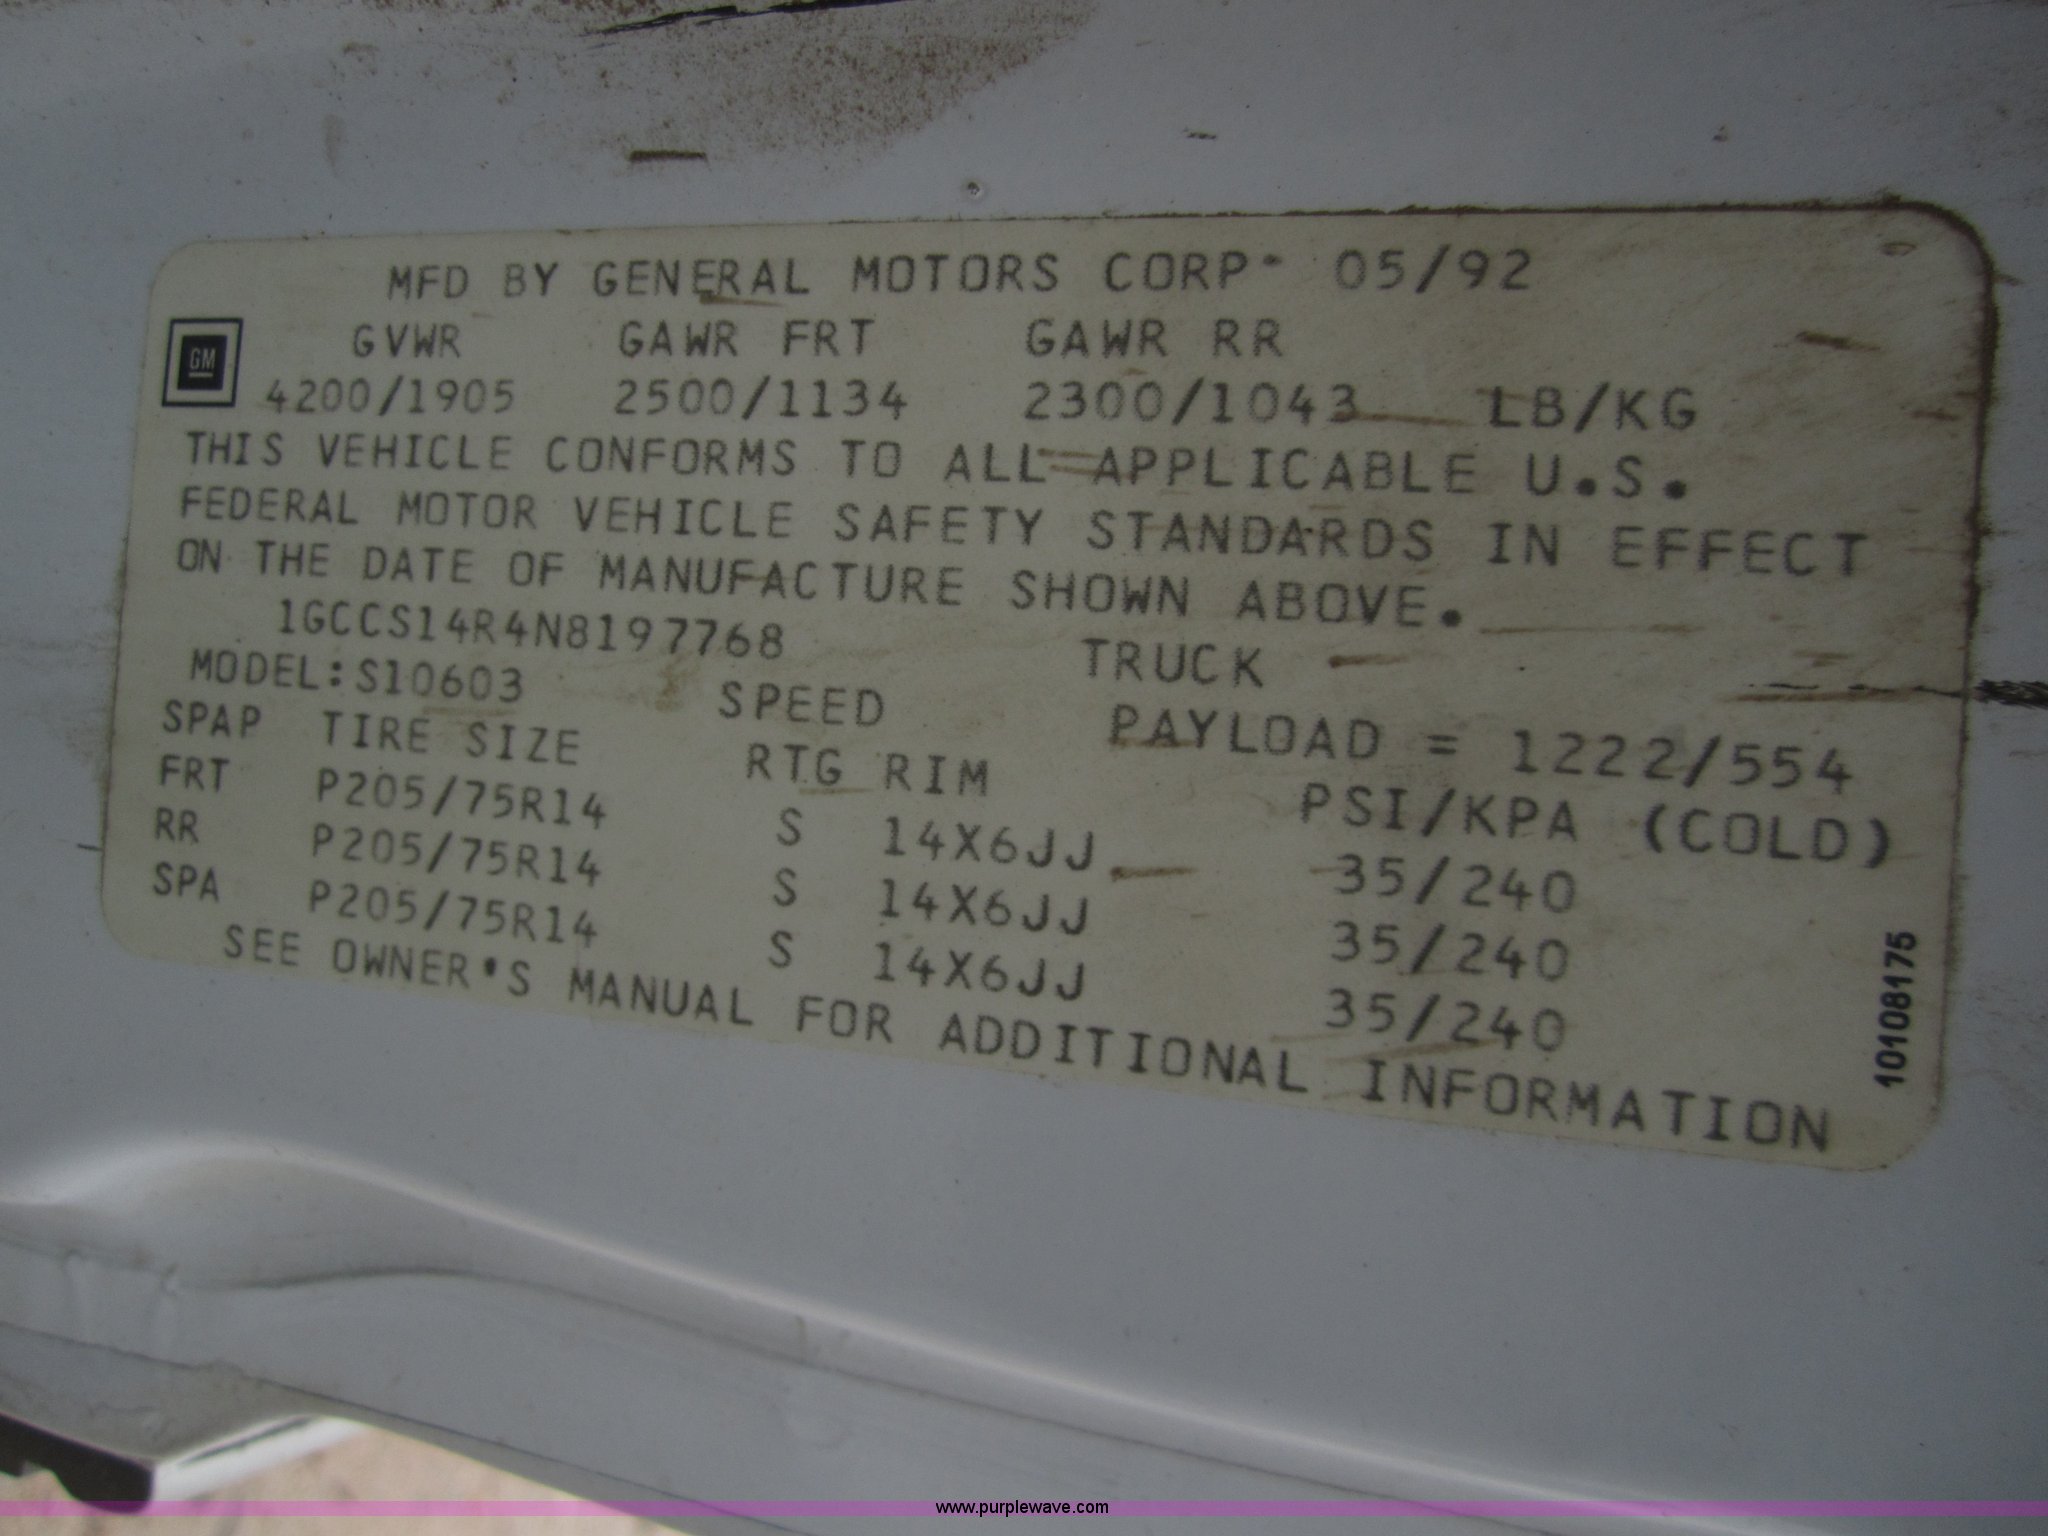 MFD BY GENERAL MOTORS CORP. 05/92
GM
GVWR GAWR FRT GAWR RR
4200/1905 2500/1134 2300/1043 LB/KG
THIS VEHICLE CONFORMS TO ALL APPLICABLE U.S.
FEDERAL MOTOR VEHICLE SAFETY STANDARDS IN EFFECT
ON THE DATE OF MANUFACTURE SHOWN ABOVE.
1GCCS14R4N8197768 TRUCK
MODEL:S10603 SPEED PAYLOAD = 1222/554
SPAP TIRE SIZE RTG RIM PSI/KPA (COLD)
FRT P205/75R14 S 14X6JJ 35/240
RR P205/75R14 S 14X6JJ 35/240
SPA P205/75R14 S 14X6JJ 35/240
SEE OWNER'S MANUAL FOR ADDITIONAL INFORMATION
10108175
www.purplewave.com